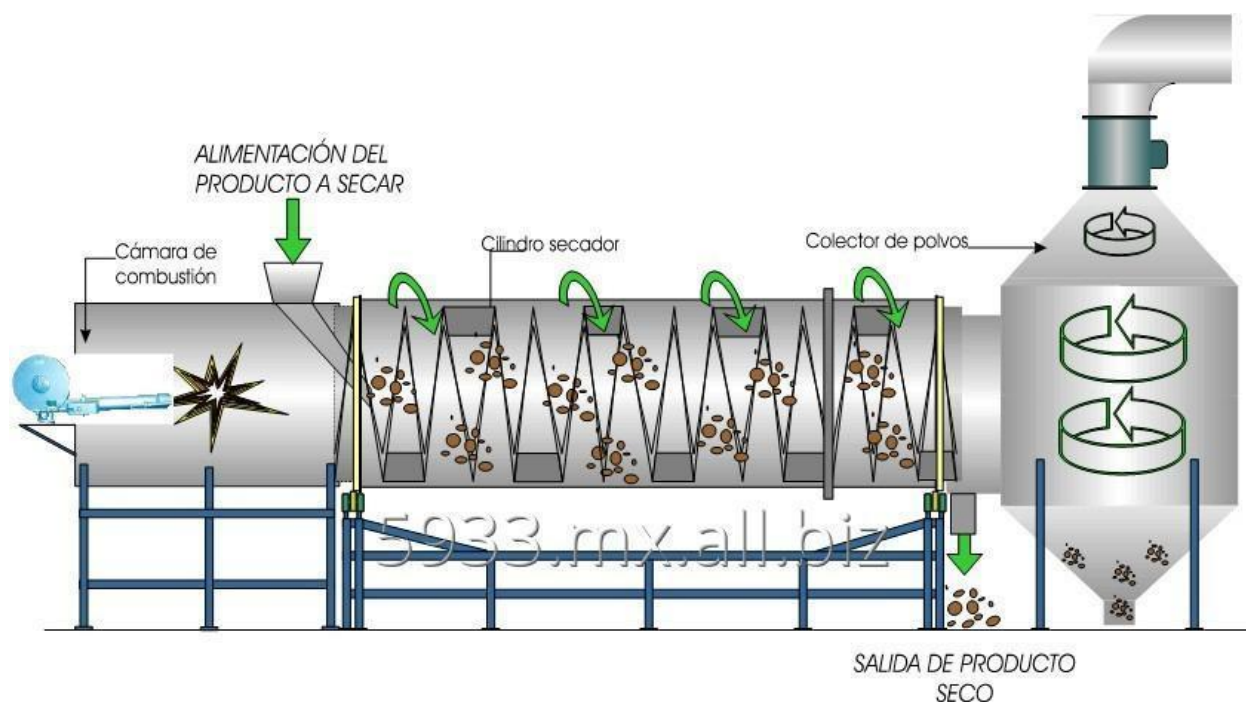 ALIMENTACIÓN DEL
PRODUCTO A SECAR
Cámara de
combustión
Cilindro secador
Colector de polvos
5933.mx.all.biz
SALIDA DE PRODUCTO
SECO